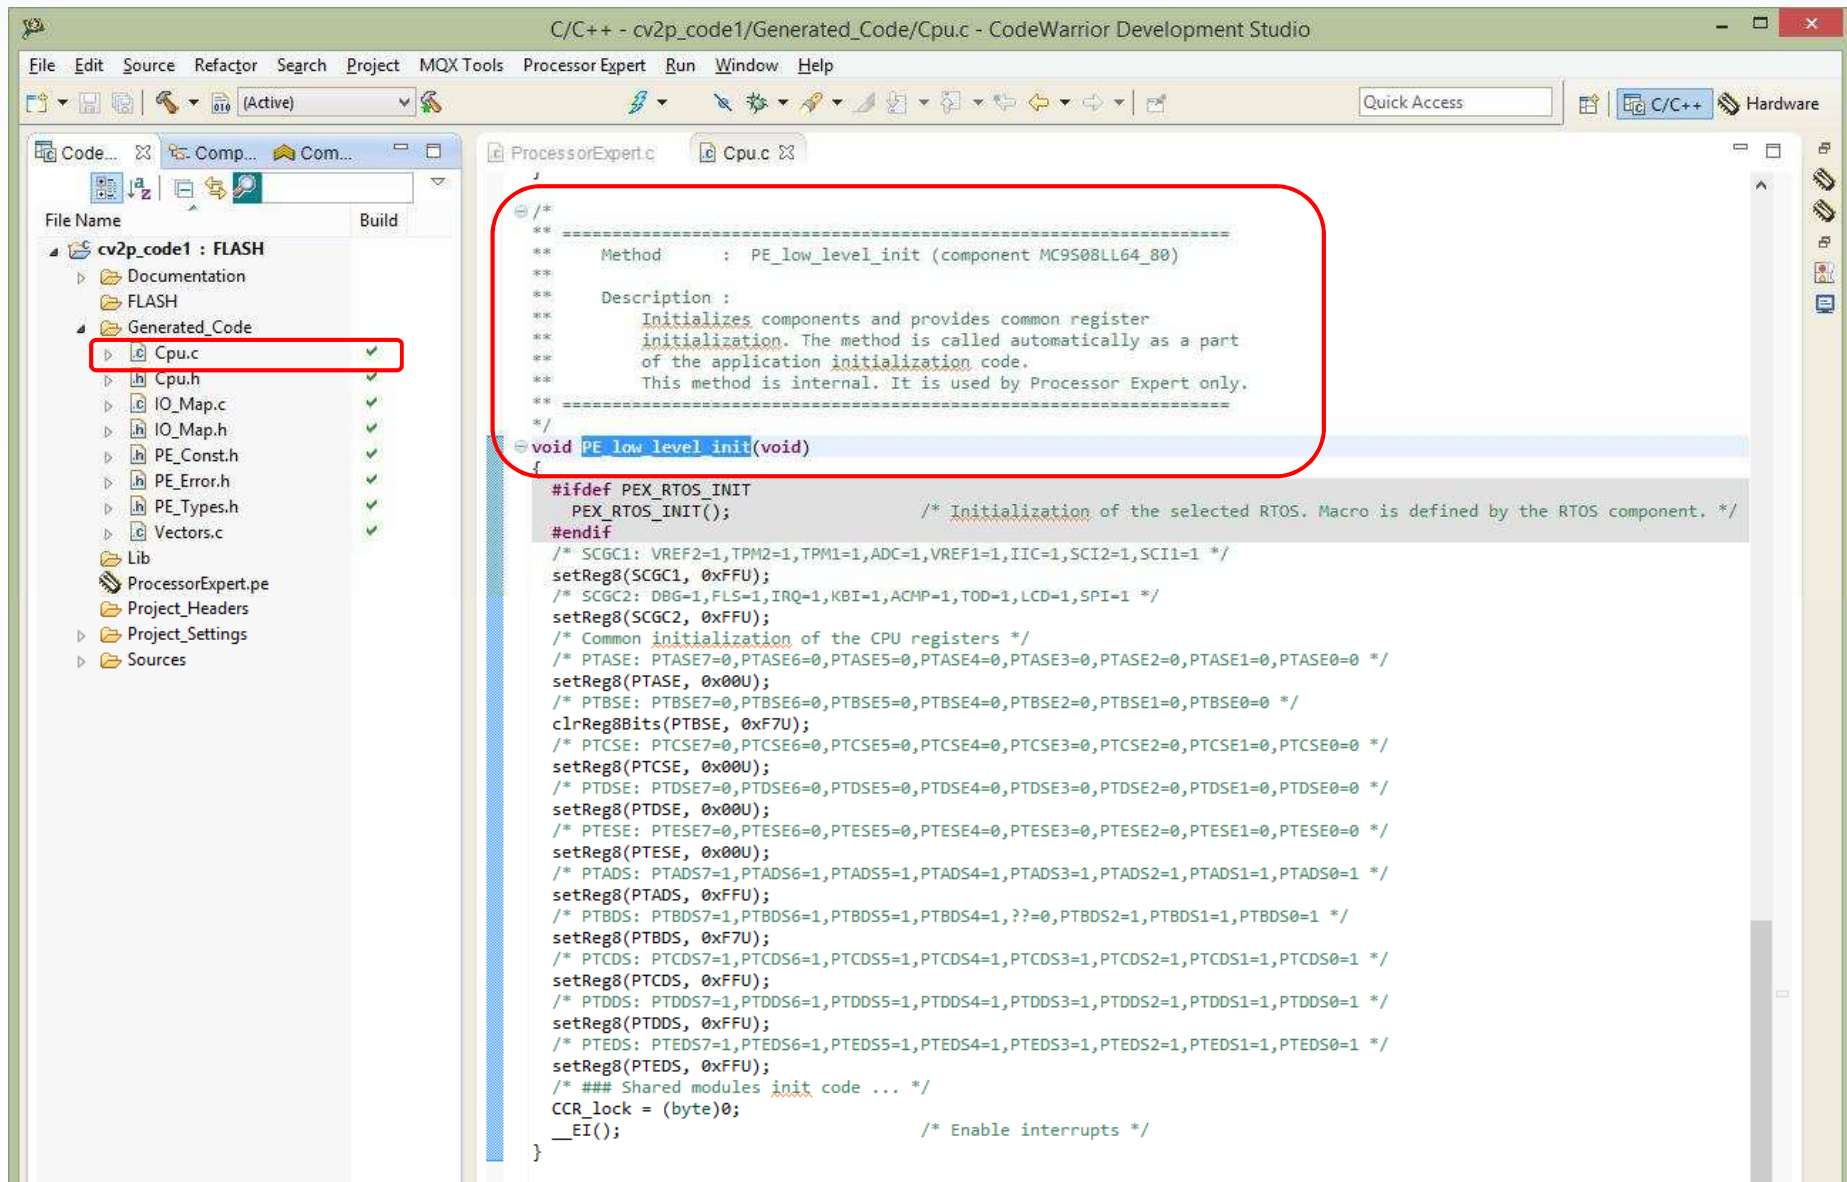 C/C++ - cv2p_code1/Generated_Code/Cpu.c - CodeWarrior Development Studio
File Edit Source Refactor Search Project MQX Tools Processor Expert Run Window Help
(Active)
Quick Access
C/C++
Hardware
Code...
Comp...
Com...
File Name Build
cv2p_code1 : FLASH
Documentation
FLASH
Generated_Code
Cpu.c
Cpu.h
IO_Map.c
IO_Map.h
PE_Const.h
PE_Error.h
PE_Types.h
Vectors.c
Lib
ProcessorExpert.pe
Project_Headers
Project_Settings
Sources
ProcessorExpert.c
Cpu.c
}
/*
** ===================================================================
**     Method      :  PE_low_level_init (component MC9S08LL64_80)
**
**     Description :
**         Initializes components and provides common register
**         initialization. The method is called automatically as a part
**         of the application initialization code.
**         This method is internal. It is used by Processor Expert only.
** ===================================================================
*/
void PE_low_level_init(void)
{
#ifdef PEX_RTOS_INIT
PEX_RTOS_INIT();                   /* Initialization of the selected RTOS. Macro is defined by the RTOS component. */
#endif
/* SCGC1: VREF2=1,TPM2=1,TPM1=1,ADC=1,VREF1=1,IIC=1,SCI2=1,SCI1=1 */
setReg8(SCGC1, 0xFFU);
/* SCGC2: DBG=1,FLS=1,IRQ=1,KBI=1,ACMP=1,TOD=1,LCD=1,SPI=1 */
setReg8(SCGC2, 0xFFU);
/* Common initialization of the CPU registers */
/* PTASE: PTASE7=0,PTASE6=0,PTASE5=0,PTASE4=0,PTASE3=0,PTASE2=0,PTASE1=0,PTASE0=0 */
setReg8(PTASE, 0x00U);
/* PTBSE: PTBSE7=0,PTBSE6=0,PTBSE5=0,PTBSE4=0,PTBSE2=0,PTBSE1=0,PTBSE0=0 */
clrReg8Bits(PTBSE, 0xF7U);
/* PTCSE: PTCSE7=0,PTCSE6=0,PTCSE5=0,PTCSE4=0,PTCSE3=0,PTCSE2=0,PTCSE1=0,PTCSE0=0 */
setReg8(PTCSE, 0x00U);
/* PTDSE: PTDSE7=0,PTDSE6=0,PTDSE5=0,PTDSE4=0,PTDSE3=0,PTDSE2=0,PTDSE1=0,PTDSE0=0 */
setReg8(PTDSE, 0x00U);
/* PTESE: PTESE7=0,PTESE6=0,PTESE5=0,PTESE4=0,PTESE3=0,PTESE2=0,PTESE1=0,PTESE0=0 */
setReg8(PTESE, 0x00U);
/* PTADS: PTADS7=1,PTADS6=1,PTADS5=1,PTADS4=1,PTADS3=1,PTADS2=1,PTADS1=1,PTADS0=1 */
setReg8(PTADS, 0xFFU);
/* PTBDS: PTBDS7=1,PTBDS6=1,PTBDS5=1,PTBDS4=1,??=0,PTBDS2=1,PTBDS1=1,PTBDS0=1 */
setReg8(PTBDS, 0xF7U);
/* PTCDS: PTCDS7=1,PTCDS6=1,PTCDS5=1,PTCDS4=1,PTCDS3=1,PTCDS2=1,PTCDS1=1,PTCDS0=1 */
setReg8(PTCDS, 0xFFU);
/* PTDDS: PTDDS7=1,PTDDS6=1,PTDDS5=1,PTDDS4=1,PTDDS3=1,PTDDS2=1,PTDDS1=1,PTDDS0=1 */
setReg8(PTDDS, 0xFFU);
/* PTEDS: PTEDS7=1,PTEDS6=1,PTEDS5=1,PTEDS4=1,PTEDS3=1,PTEDS2=1,PTEDS1=1,PTEDS0=1 */
setReg8(PTEDS, 0xFFU);
/* ### Shared modules init code ... */
CCR_lock = (byte)0;
__EI();                              /* Enable interrupts */
}